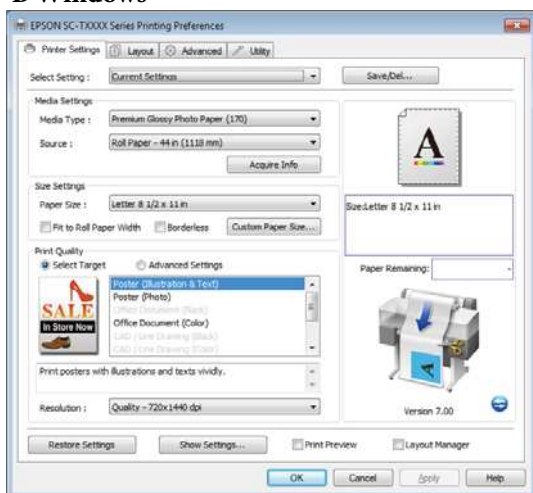 EPSON SC-TXXXX Series Printing Preferences
Printer Settings
Layout
Advanced
Utility
Select Setting :
Current Settings
Save/Del...
Media Settings
Media Type :
Premium Glossy Photo Paper (170)
Source :
Roll Paper - 44 in (1118 mm)
Acquire Info
Size Settings
Paper Size :
Letter 8 1/2 x 11 in
Fit to Roll Paper Width
Borderless
Custom Paper Size...
A
Size:Letter 8 1/2 x 11 in
Print Quality
Select Target
Advanced Settings
Paper Remaining:
SALE
In Store Now
Poster (Illustration & Text)
Poster (Photo)
Office Document (Black)
Office Document (Color)
CAD / Line Drawing (Black)
CAD / Line Drawing (Color)
Print posters with illustrations and texts vividly.
Resolution :
Quality - 720x1440 dpi
Version 7.00
Restore Settings
Show Settings...
Print Preview
Layout Manager
OK
Cancel
Apply
Help